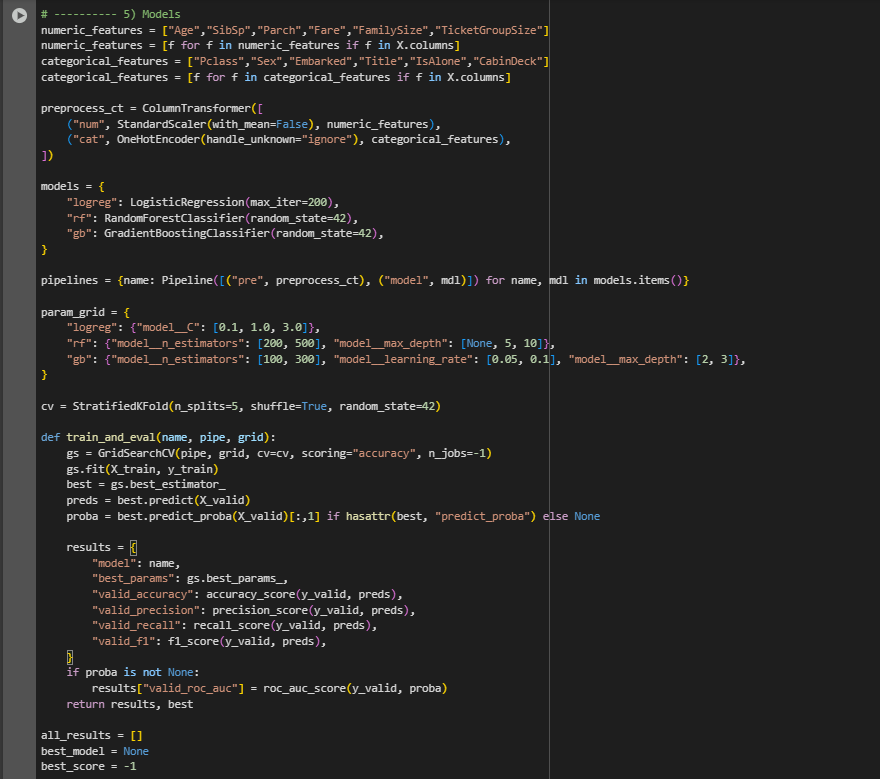 # ---------- 5) Models
numeric_features = ["Age","SibSp","Parch","Fare","FamilySize","TicketGroupSize"]
numeric_features = [f for f in numeric_features if f in X.columns]
categorical_features = ["Pclass","Sex","Embarked","Title","IsAlone","CabinDeck"]
categorical_features = [f for f in categorical_features if f in X.columns]

preprocess_ct = ColumnTransformer([
    ("num", StandardScaler(with_mean=False), numeric_features),
    ("cat", OneHotEncoder(handle_unknown="ignore"), categorical_features),
])

models = {
    "logreg": LogisticRegression(max_iter=200),
    "rf": RandomForestClassifier(random_state=42),
    "gb": GradientBoostingClassifier(random_state=42),
}

pipelines = {name: Pipeline([("pre", preprocess_ct), ("model", mdl)]) for name, mdl in models.items()}

param_grid = {
    "logreg": {"model__C": [0.1, 1.0, 3.0]},
    "rf": {"model__n_estimators": [200, 500], "model__max_depth": [None, 5, 10]},
    "gb": {"model__n_estimators": [100, 300], "model__learning_rate": [0.05, 0.1], "model__max_depth": [2, 3]},
}

cv = StratifiedKFold(n_splits=5, shuffle=True, random_state=42)

def train_and_eval(name, pipe, grid):
    gs = GridSearchCV(pipe, grid, cv=cv, scoring="accuracy", n_jobs=-1)
    gs.fit(X_train, y_train)
    best = gs.best_estimator_
    preds = best.predict(X_valid)
    proba = best.predict_proba(X_valid)[:,1] if hasattr(best, "predict_proba") else None

    results = {
        "model": name,
        "best_params": gs.best_params_,
        "valid_accuracy": accuracy_score(y_valid, preds),
        "valid_precision": precision_score(y_valid, preds),
        "valid_recall": recall_score(y_valid, preds),
        "valid_f1": f1_score(y_valid, preds),
    }
    if proba is not None:
        results["valid_roc_auc"] = roc_auc_score(y_valid, proba)
    return results, best

all_results = []
best_model = None
best_score = -1